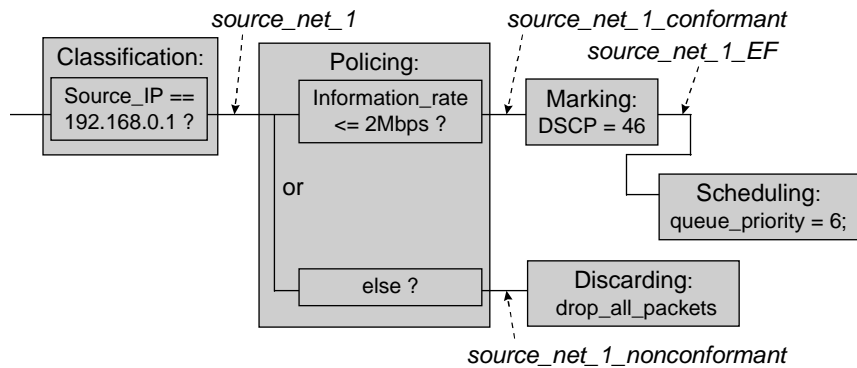 source_net_1
source_net_1_conformant
source_net_1_EF
Classification:
Source_IP ==
192.168.0.1 ?
Policing:
Information_rate
<= 2Mbps ?
Marking:
DSCP = 46
or
Scheduling:
queue_priority = 6;
else ?
Discarding:
drop_all_packets
source_net_1_nonconformant